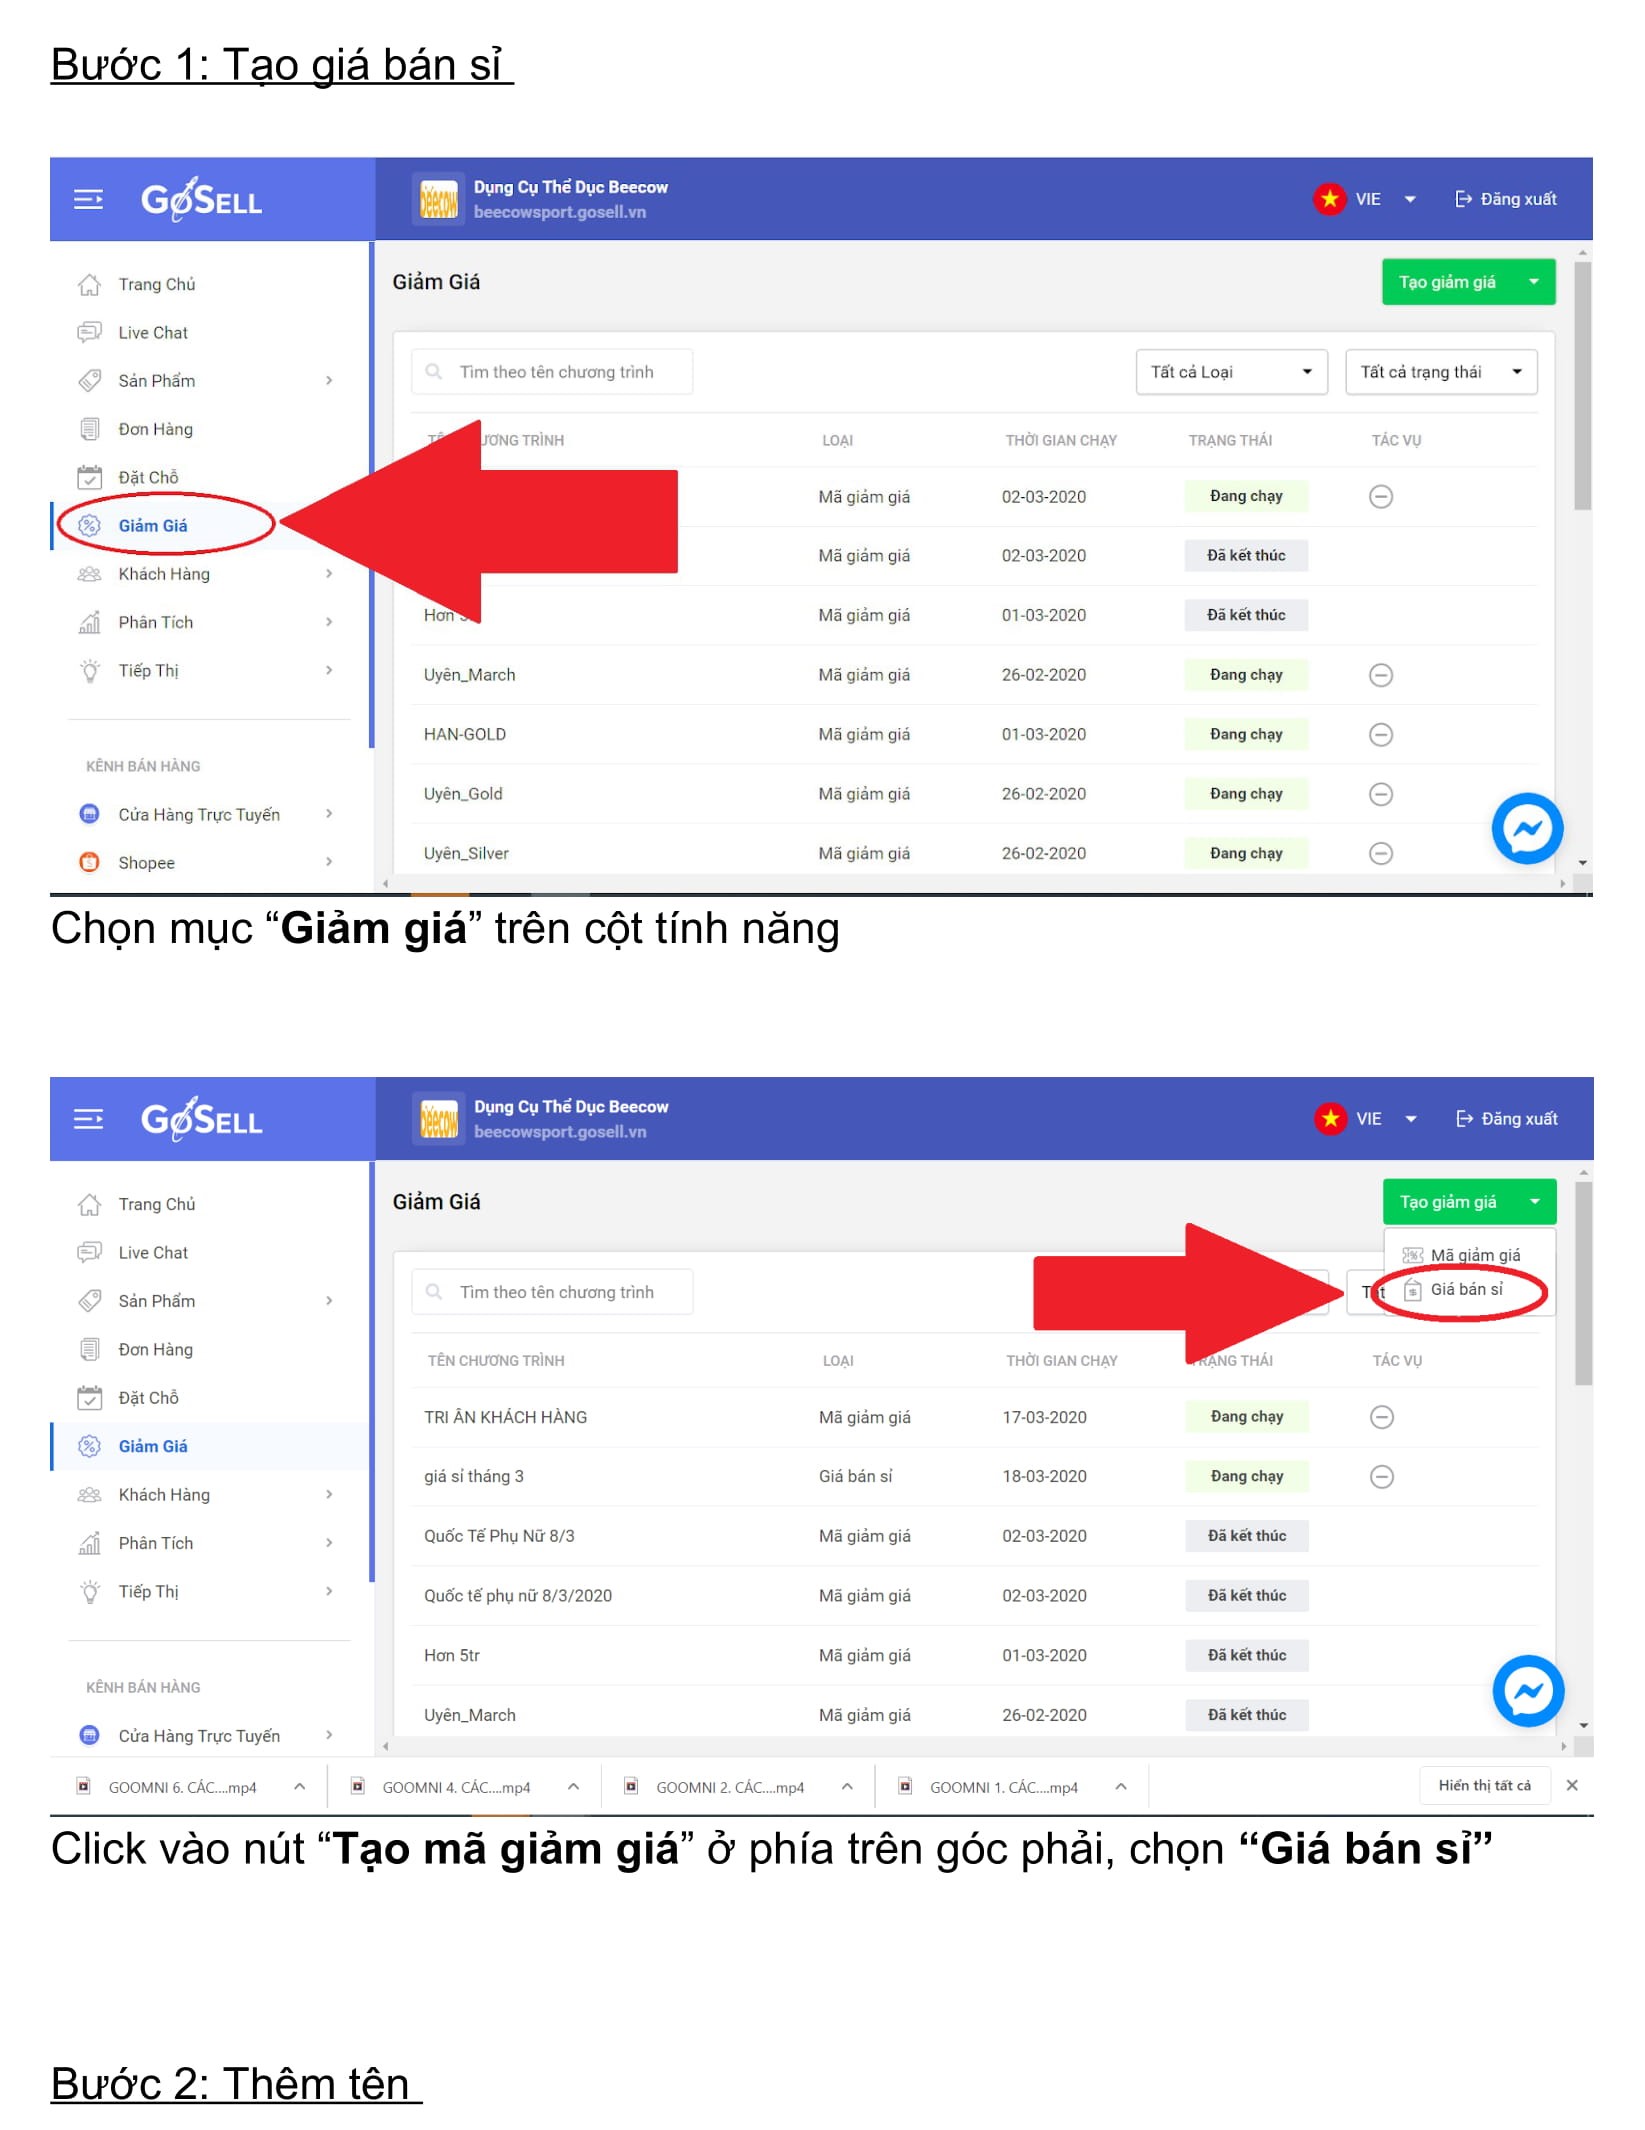 Bước 1: Tạo giá bán sỉ
GoSELL
Dụng Cụ Thể Dục Beecow
beecowsport.gosell.vn
VIE
Đăng xuất
Trang Chủ
Live Chat
Sản Phẩm
Đơn Hàng
Đặt Chỗ
Giảm Giá
Khách Hàng
Phân Tích
Tiếp Thị
KÊNH BÁN HÀNG
Cửa Hàng Trực Tuyến
Shopee
Giảm Giá
Tạo giảm giá
Tìm theo tên chương trình
Tất cả Loại
Tất cả trạng thái
LOẠI THỜI GIAN CHẠY TRẠNG THÁI TÁC VỤ
Mã giảm giá 02-03-2020 Đang chạy
Mã giảm giá 02-03-2020 Đã kết thúc
Hơn Mã giảm giá 01-03-2020 Đã kết thúc
Uyên_March Mã giảm giá 26-02-2020 Đang chạy
HAN-GOLD Mã giảm giá 01-03-2020 Đang chạy
Uyên_Gold Mã giảm giá 26-02-2020 Đang chạy
Uyên_Silver Mã giảm giá 26-02-2020 Đang chạy
Chọn mục “Giảm giá” trên cột tính năng
GoSELL
Dụng Cụ Thể Dục Beecow
beecowsport.gosell.vn
VIE
Đăng xuất
Trang Chủ
Live Chat
Sản Phẩm
Đơn Hàng
Đặt Chỗ
Giảm Giá
Khách Hàng
Phân Tích
Tiếp Thị
KÊNH BÁN HÀNG
Cửa Hàng Trực Tuyến
Giảm Giá
Tạo giảm giá
Mã giảm giá
Giá bán sỉ
Tìm theo tên chương trình
TÊN CHƯƠNG TRÌNH LOẠI THỜI GIAN CHẠY TRẠNG THÁI TÁC VỤ
TRI ÂN KHÁCH HÀNG Mã giảm giá 17-03-2020 Đang chạy
giá sỉ tháng 3 Giá bán sỉ 18-03-2020 Đang chạy
Quốc Tế Phụ Nữ 8/3 Mã giảm giá 02-03-2020 Đã kết thúc
Quốc tế phụ nữ 8/3/2020 Mã giảm giá 02-03-2020 Đã kết thúc
Hơn 5tr Mã giảm giá 01-03-2020 Đã kết thúc
Uyên_March Mã giảm giá 26-02-2020 Đã kết thúc
GOOMNI 6. CÁC....mp4 GOOMNI 4. CÁC....mp4 GOOMNI 2. CÁC....mp4 GOOMNI 1. CÁC....mp4 Hiển thị tất cả
Click vào nút “Tạo mã giảm giá” ở phía trên góc phải, chọn “Giá bán sỉ”
Bước 2: Thêm tên